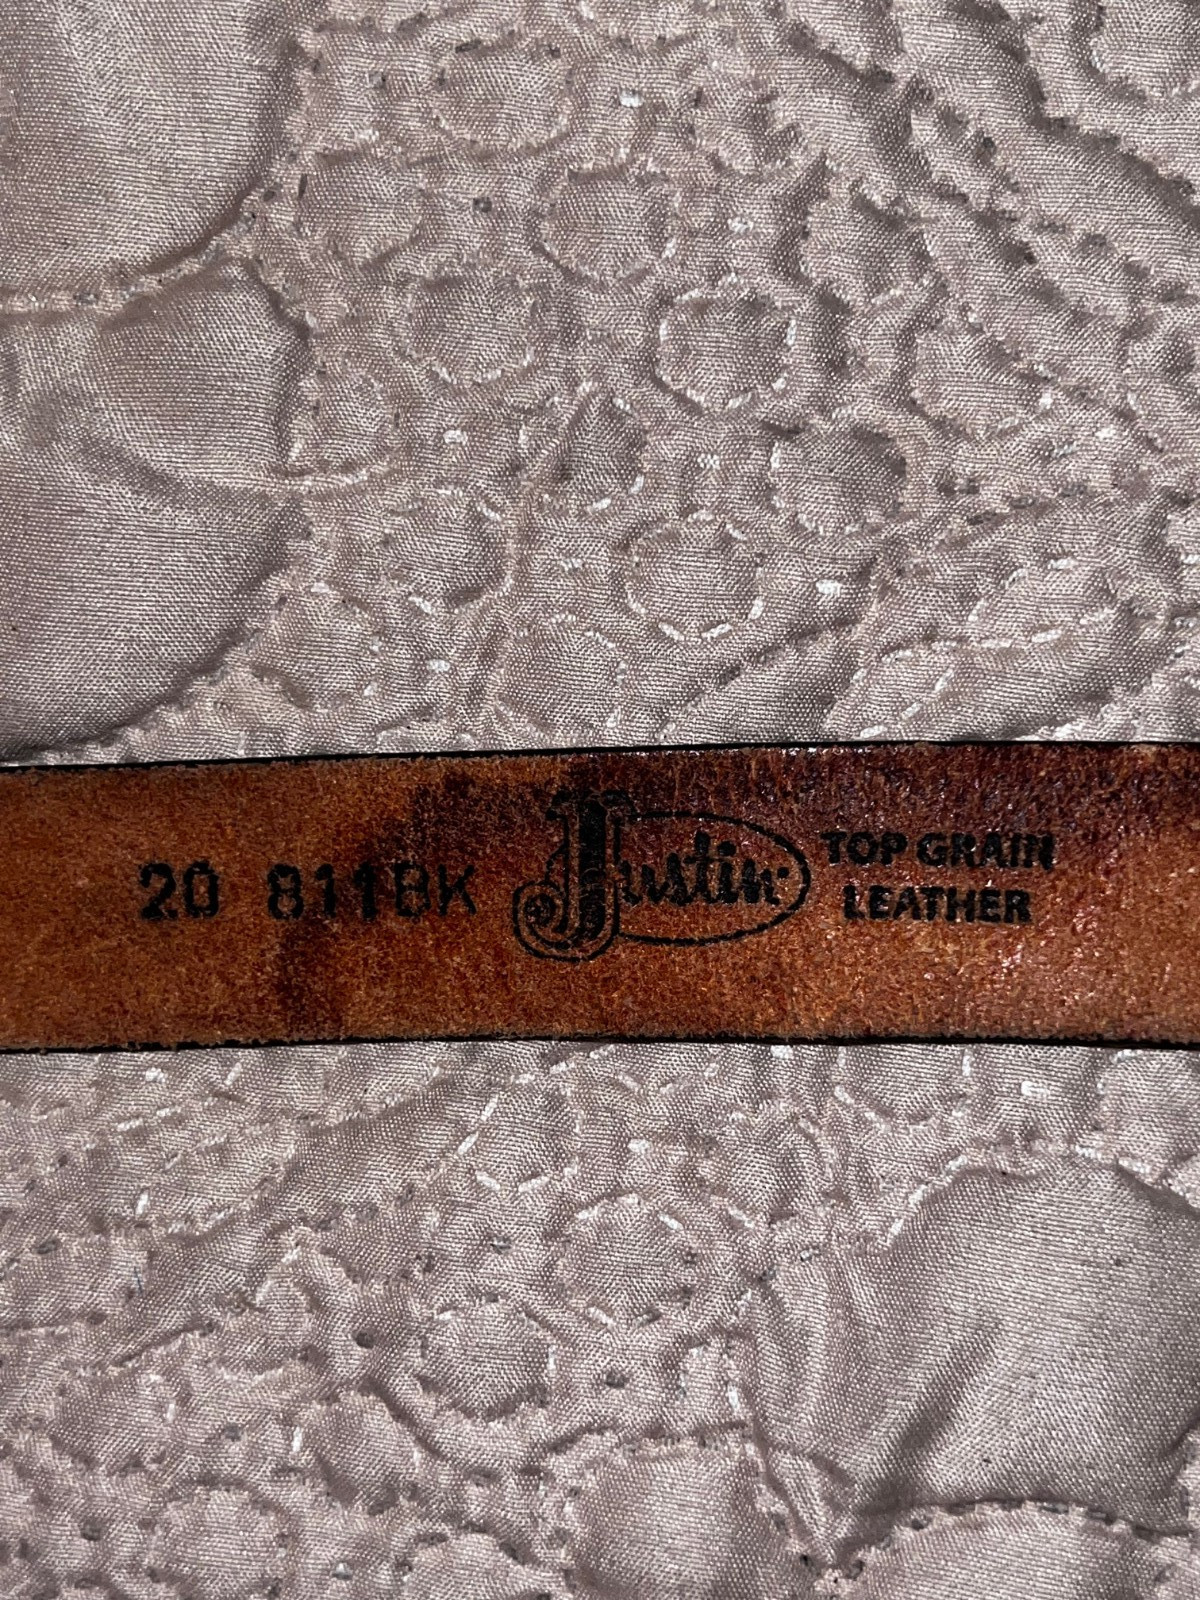 20 811BK Justin TOP GRAIN
LEATHER